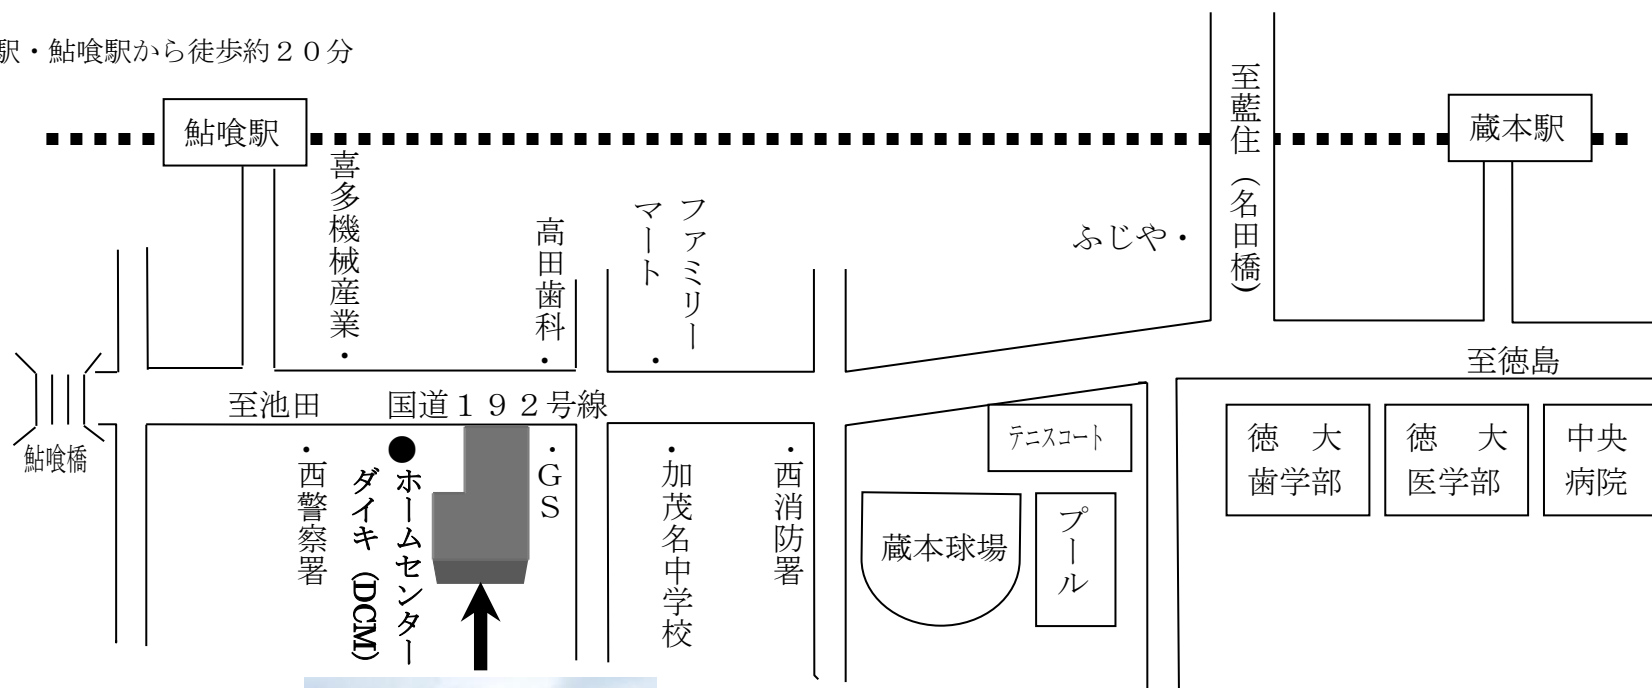 駅・鮎喰駅から徒歩約２０分
鮎喰駅
蔵本駅
至藍住（名田橋）
喜多機械産業・
高田歯科・
ファミリー
マート・
ふじや・
至徳島
至池田
国道１９２号線
鮎喰橋
・西警察署
●ホームセンター
ダイキ（DCM）
・GS
・加茂名中学校
・西消防署
テニスコート
蔵本球場
プール
徳　大
歯学部
徳　大
医学部
中央
病院